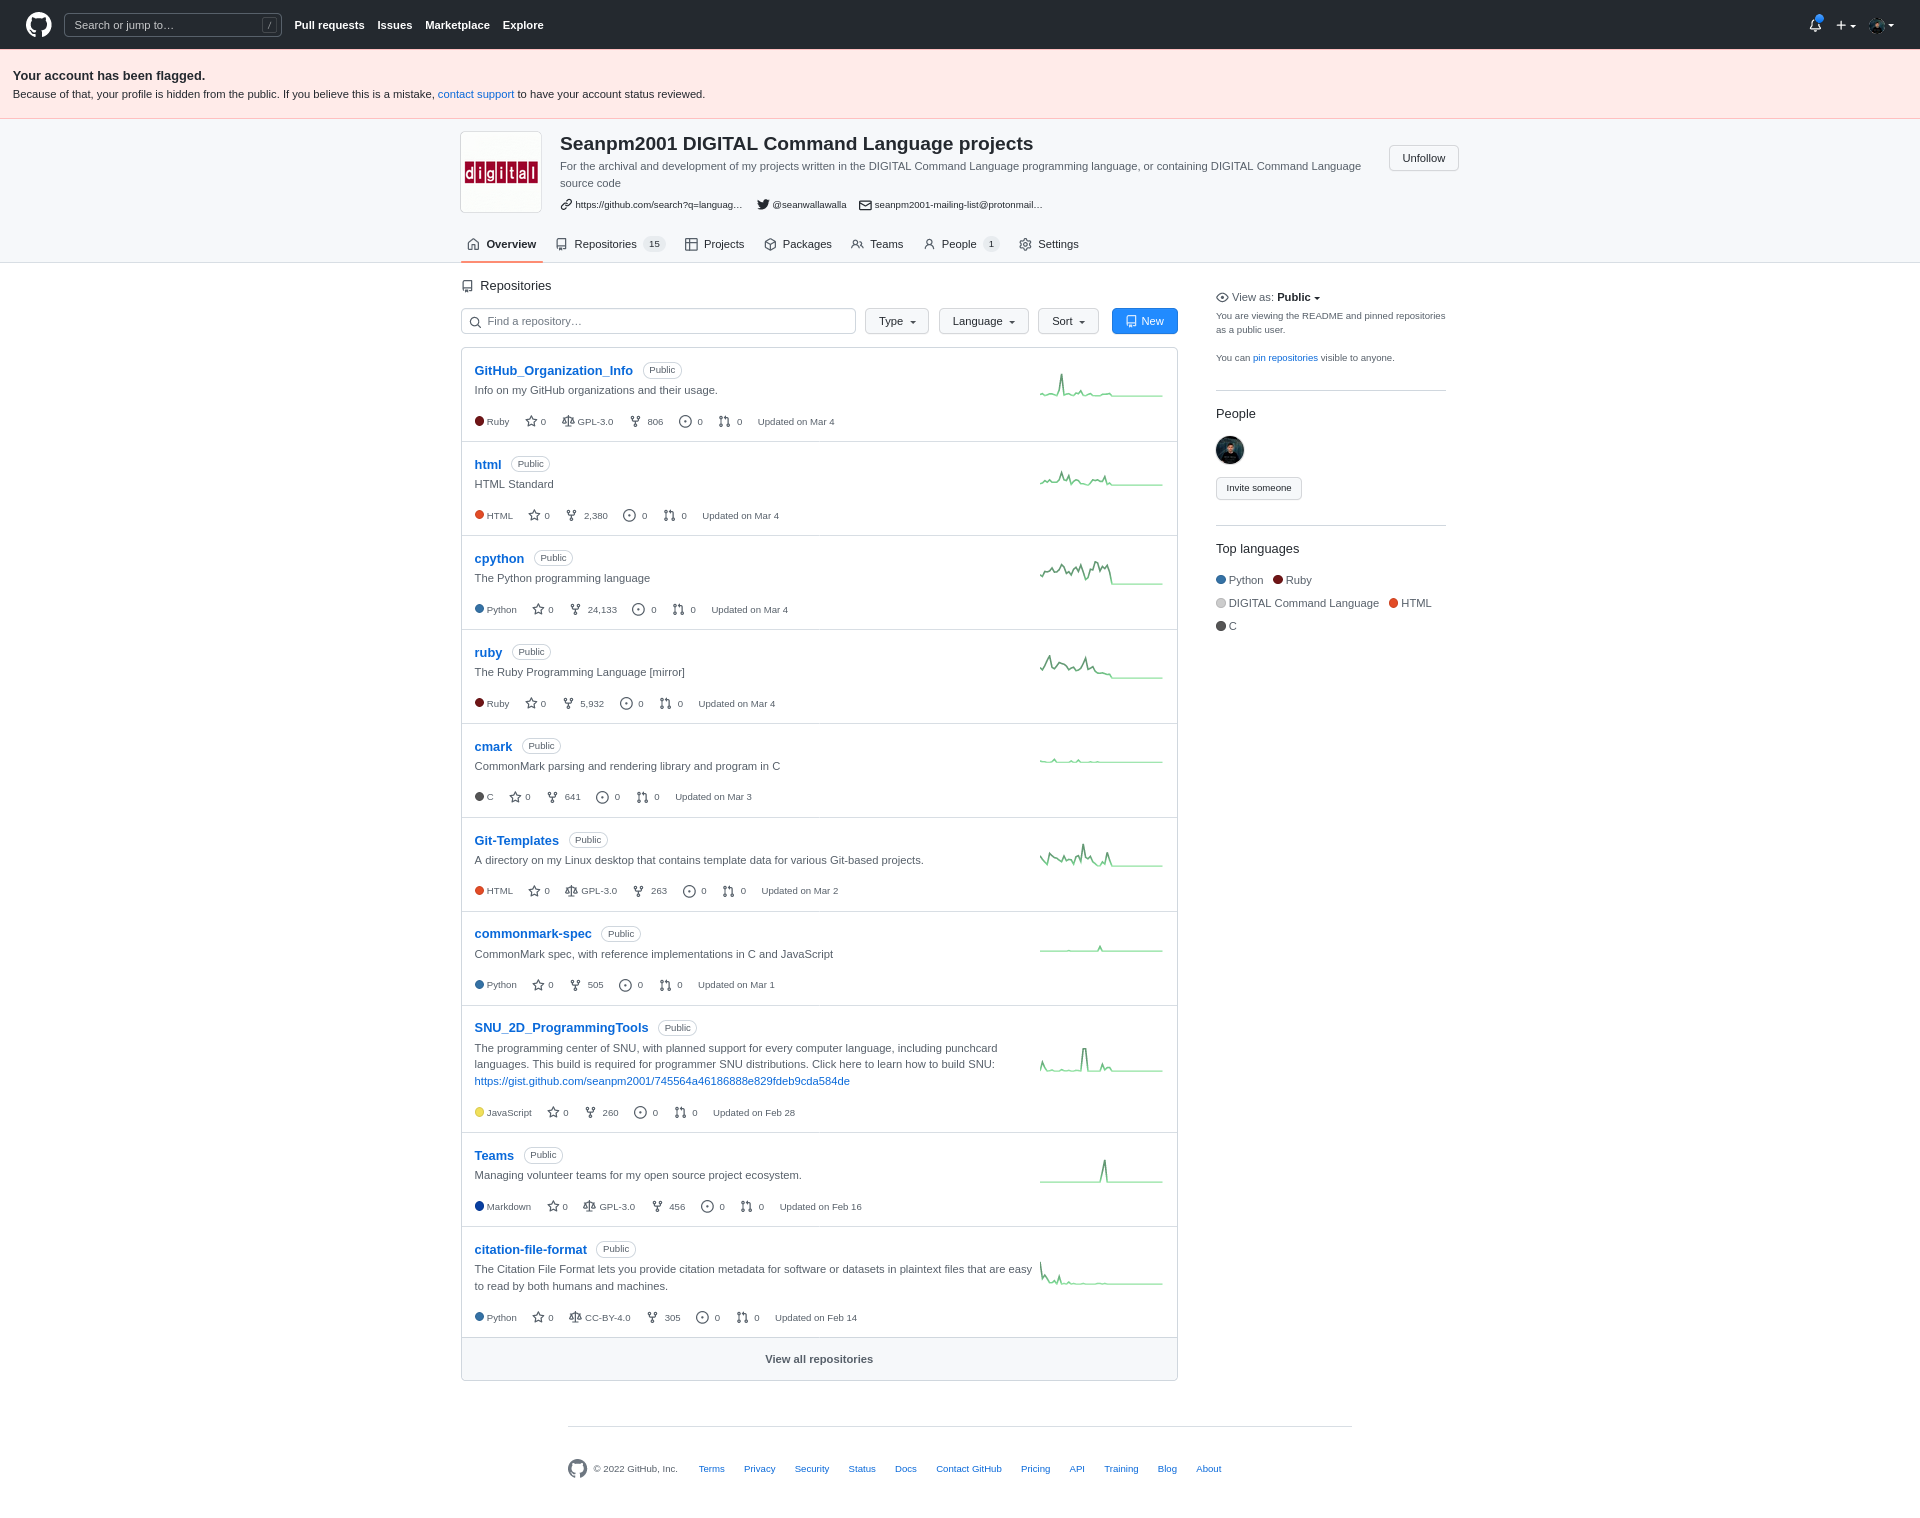 Search or jump to… /
Pull requests Issues Marketplace Explore
Your account has been flagged.
Because of that, your profile is hidden from the public. If you believe this is a mistake, contact support to have your account status reviewed.
digital
Seanpm2001 DIGITAL Command Language projects
For the archival and development of my projects written in the DIGITAL Command Language programming language, or containing DIGITAL Command Language
source code
Unfollow
https://github.com/search?q=languag… @seanwallawalla seanpm2001-mailing-list@protonmail…
Overview Repositories 15 Projects Packages Teams People 1 Settings
Repositories
Find a repository… Type Language Sort New
GitHub_Organization_Info Public
Info on my GitHub organizations and their usage.
Ruby 0 GPL-3.0 806 0 0 Updated on Mar 4
html Public
HTML Standard
HTML 0 2,380 0 0 Updated on Mar 4
cpython Public
The Python programming language
Python 0 24,133 0 0 Updated on Mar 4
ruby Public
The Ruby Programming Language [mirror]
Ruby 0 5,932 0 0 Updated on Mar 4
cmark Public
CommonMark parsing and rendering library and program in C
C 0 641 0 0 Updated on Mar 3
Git-Templates Public
A directory on my Linux desktop that contains template data for various Git-based projects.
HTML 0 GPL-3.0 263 0 0 Updated on Mar 2
commonmark-spec Public
CommonMark spec, with reference implementations in C and JavaScript
Python 0 505 0 0 Updated on Mar 1
SNU_2D_ProgrammingTools Public
The programming center of SNU, with planned support for every computer language, including punchcard
languages. This build is required for programmer SNU distributions. Click here to learn how to build SNU:
https://gist.github.com/seanpm2001/745564a46186888e829fdeb9cda584de
JavaScript 0 260 0 0 Updated on Feb 28
Teams Public
Managing volunteer teams for my open source project ecosystem.
Markdown 0 GPL-3.0 456 0 0 Updated on Feb 16
citation-file-format Public
The Citation File Format lets you provide citation metadata for software or datasets in plaintext files that are easy
to read by both humans and machines.
Python 0 CC-BY-4.0 305 0 0 Updated on Feb 14
View all repositories
View as: Public
You are viewing the README and pinned repositories
as a public user.
You can pin repositories visible to anyone.
People
Invite someone
Top languages
Python Ruby
DIGITAL Command Language HTML
C
© 2022 GitHub, Inc. Terms Privacy Security Status Docs Contact GitHub Pricing API Training Blog About